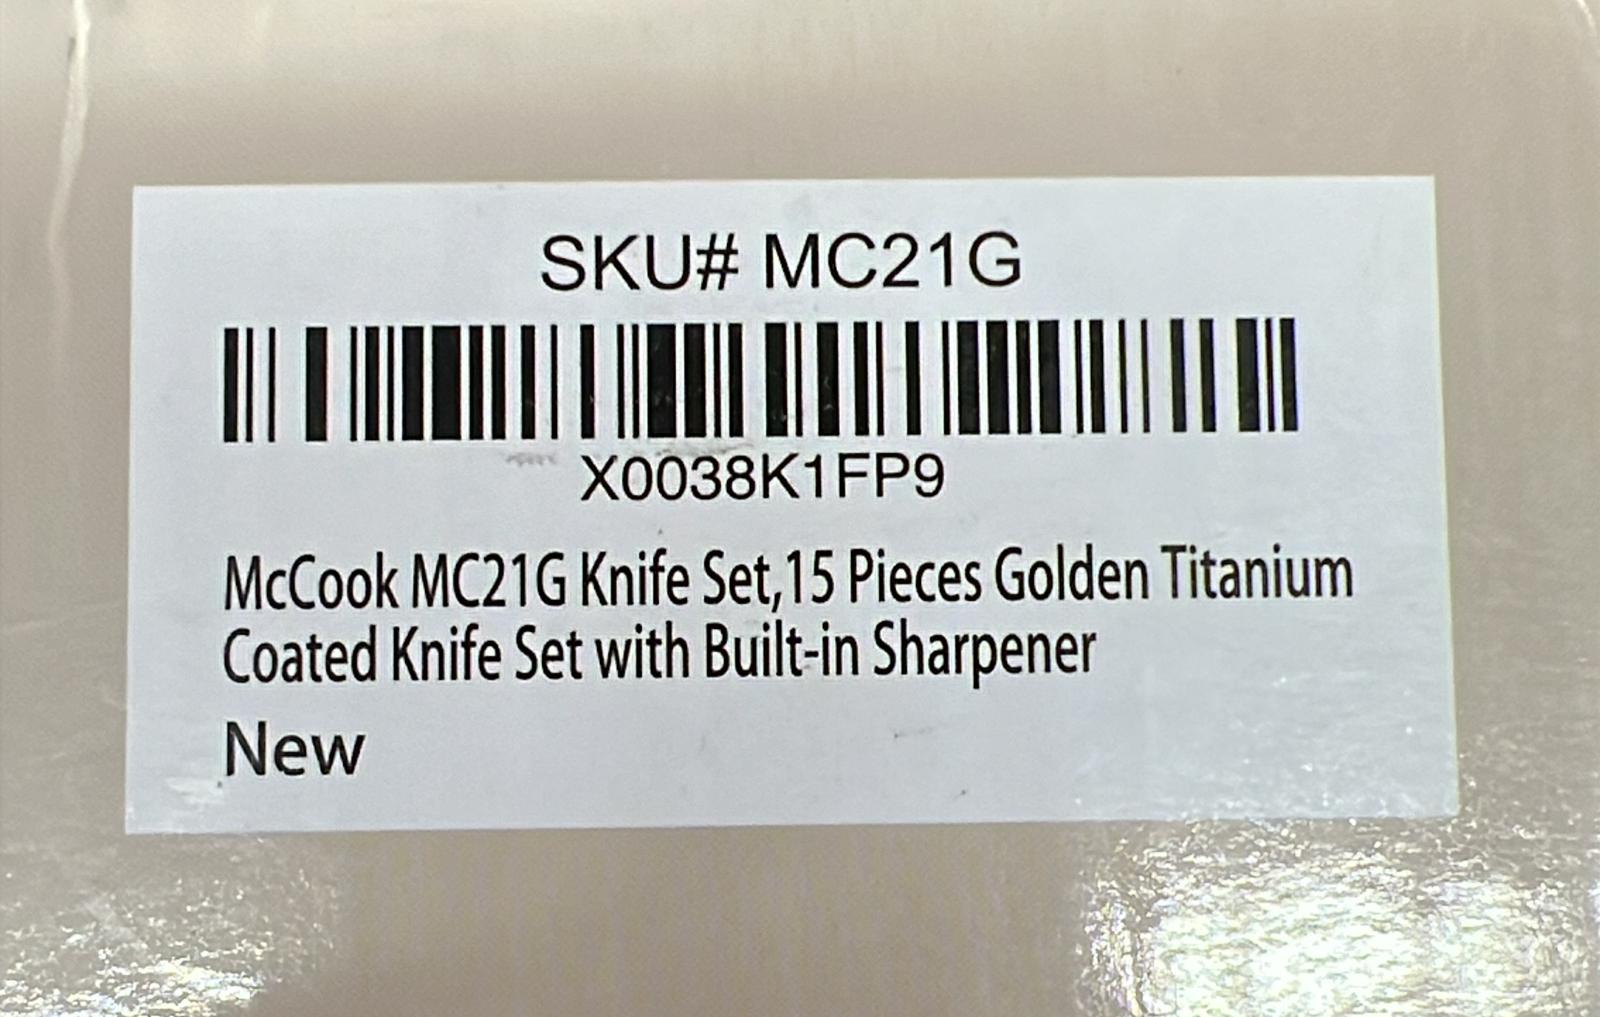 SKU# MC21G
X0038K1FP9
McCook MC21G Knife Set,15 Pieces Golden Titanium
Coated Knife Set with Built-in Sharpener
New